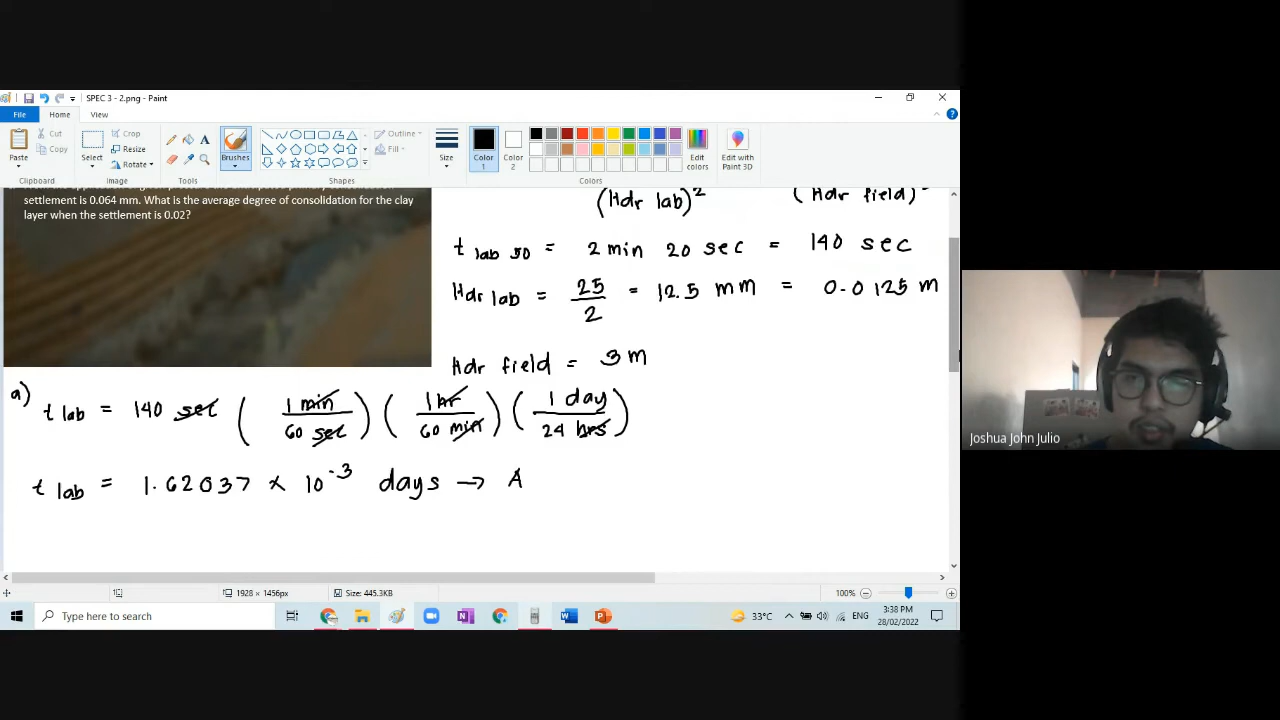 SPEC 3 - 2.png - Paint
File Home View
Paste Cut Copy Clipboard
Select Crop Resize Rotate Image
Tools
Brushes
Shapes Outline Fill
Size
Color 1 Color 2
Edit colors
Edit with Paint 3D
Colors
settlement is 0.064 mm. What is the average degree of consolidation for the clay
layer when the settlement is 0.02?
(Hdr lab)² (Hdr field)²
t lab 50 = 2 min 20 sec = 140 sec
Hdr lab = 25/2 = 12.5 mm = 0.0125 m
Hdr field = 3 m
a) t lab = 140 sec ( 1 min / 60 sec ) ( 1 hr / 60 min ) ( 1 day / 24 hrs )
t lab = 1.62037 x 10⁻³ days → A
Joshua John Julio
1928 × 1456px Size: 445.3KB 100%
Type here to search
33°C ENG 3:38 PM
28/02/2022